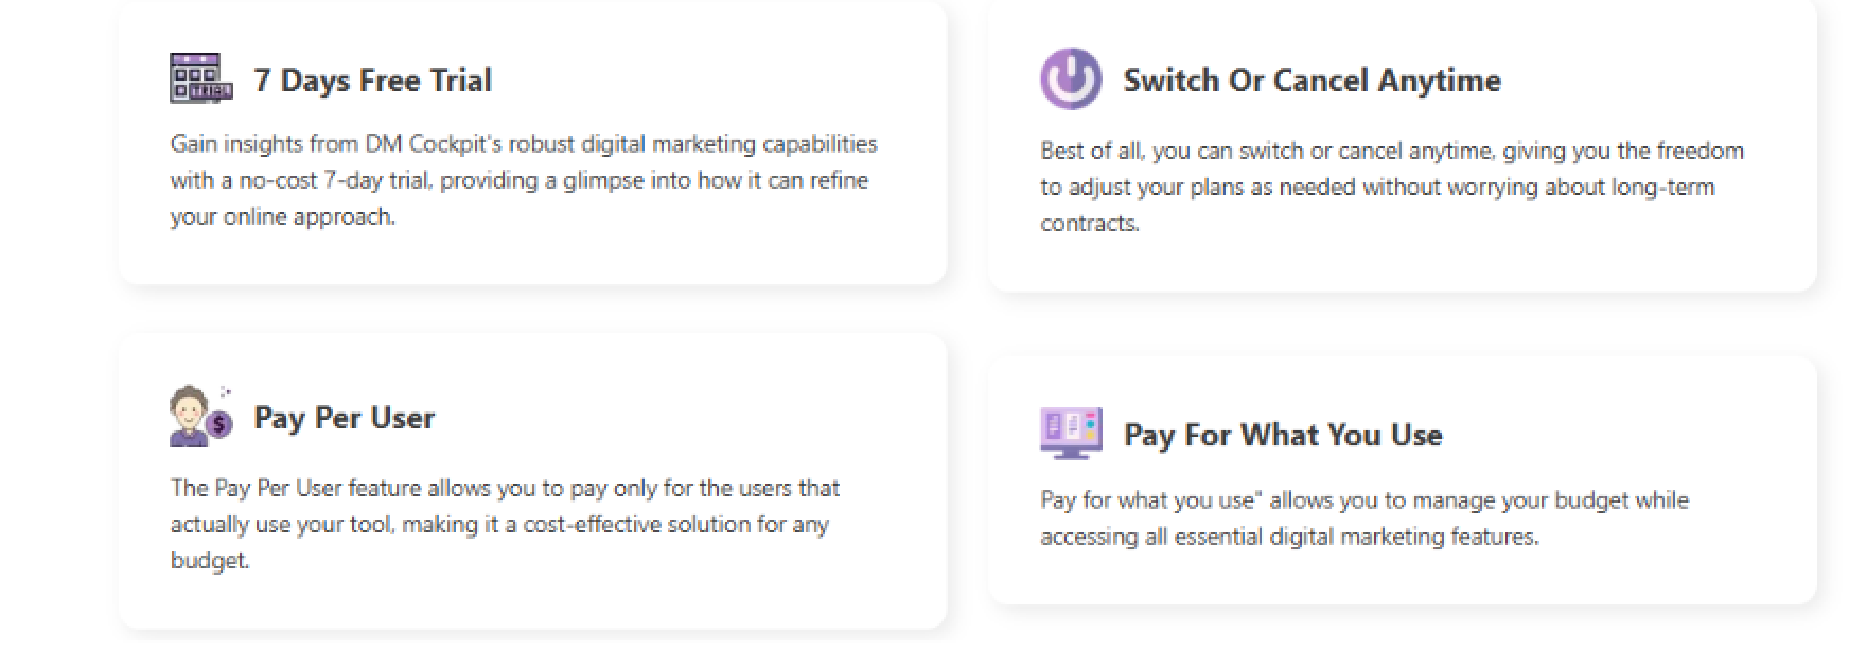 TRIAL
7 Days Free Trial
Gain insights from DM Cockpit's robust digital marketing capabilities
with a no-cost 7-day trial, providing a glimpse into how it can refine
your online approach.
Switch Or Cancel Anytime
Best of all, you can switch or cancel anytime, giving you the freedom
to adjust your plans as needed without worrying about long-term
contracts.
$
Pay Per User
The Pay Per User feature allows you to pay only for the users that
actually use your tool, making it a cost-effective solution for any
budget.
Pay For What You Use
Pay for what you use" allows you to manage your budget while
accessing all essential digital marketing features.